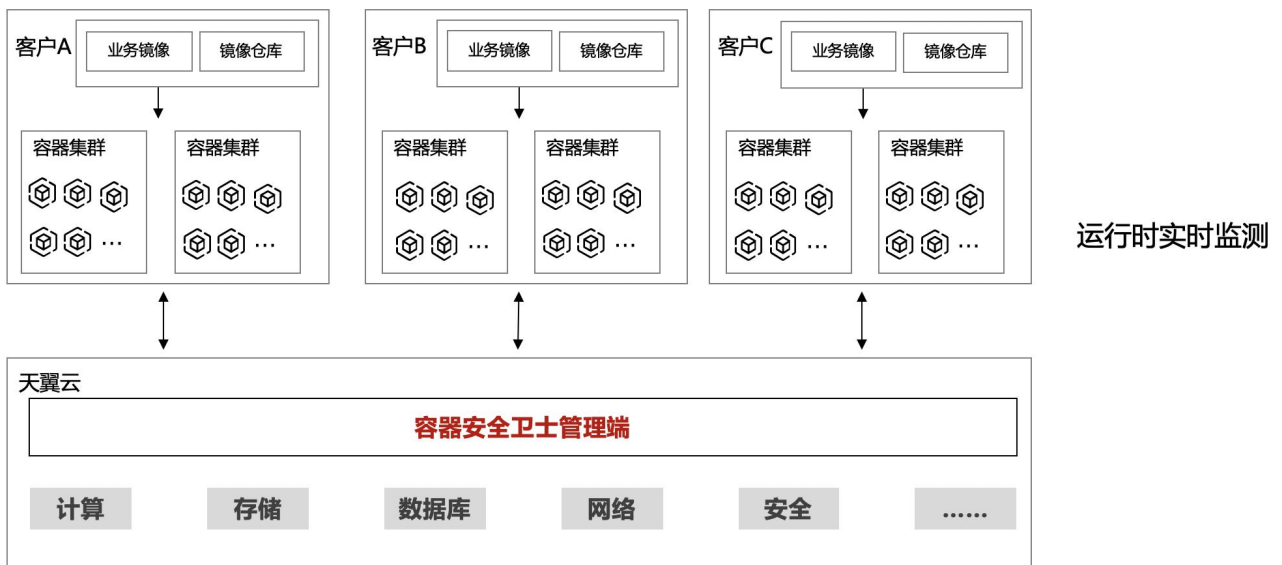 客户A
业务镜像
镜像仓库
容器集群
...
容器集群
...
客户B
业务镜像
镜像仓库
容器集群
...
容器集群
...
客户C
业务镜像
镜像仓库
容器集群
...
容器集群
...
运行时实时监测
天翼云
容器安全卫士管理端
计算
存储
数据库
网络
安全
......